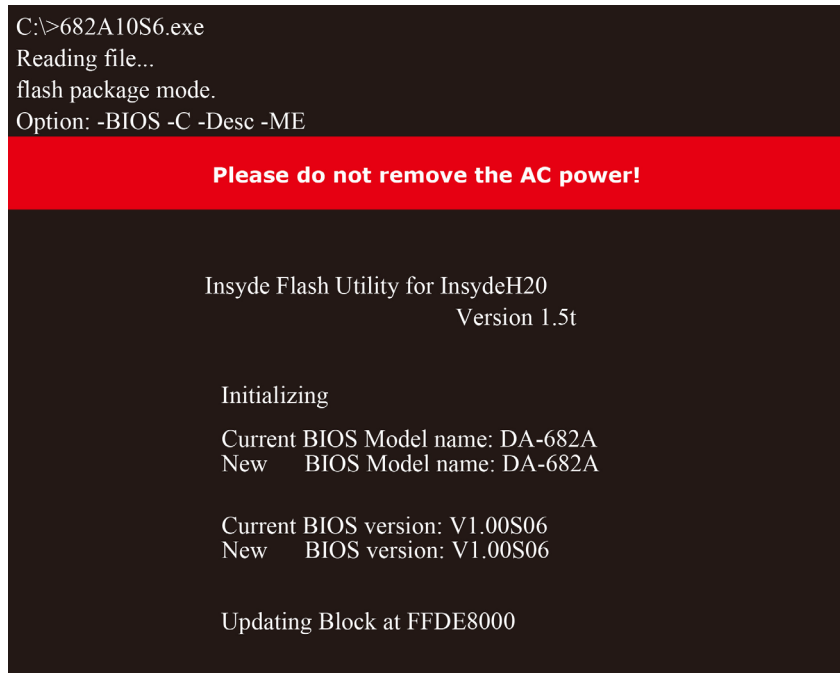 C:\>682A10S6.exe
Reading file...
flash package mode.
Option: -BIOS -C -Desc -ME
Please do not remove the AC power!
Insyde Flash Utility for InsydeH20
Version 1.5t
Initializing
Current BIOS Model name: DA-682A
New BIOS Model name: DA-682A
Current BIOS version: V1.00S06
New BIOS version: V1.00S06
Updating Block at FFDE8000